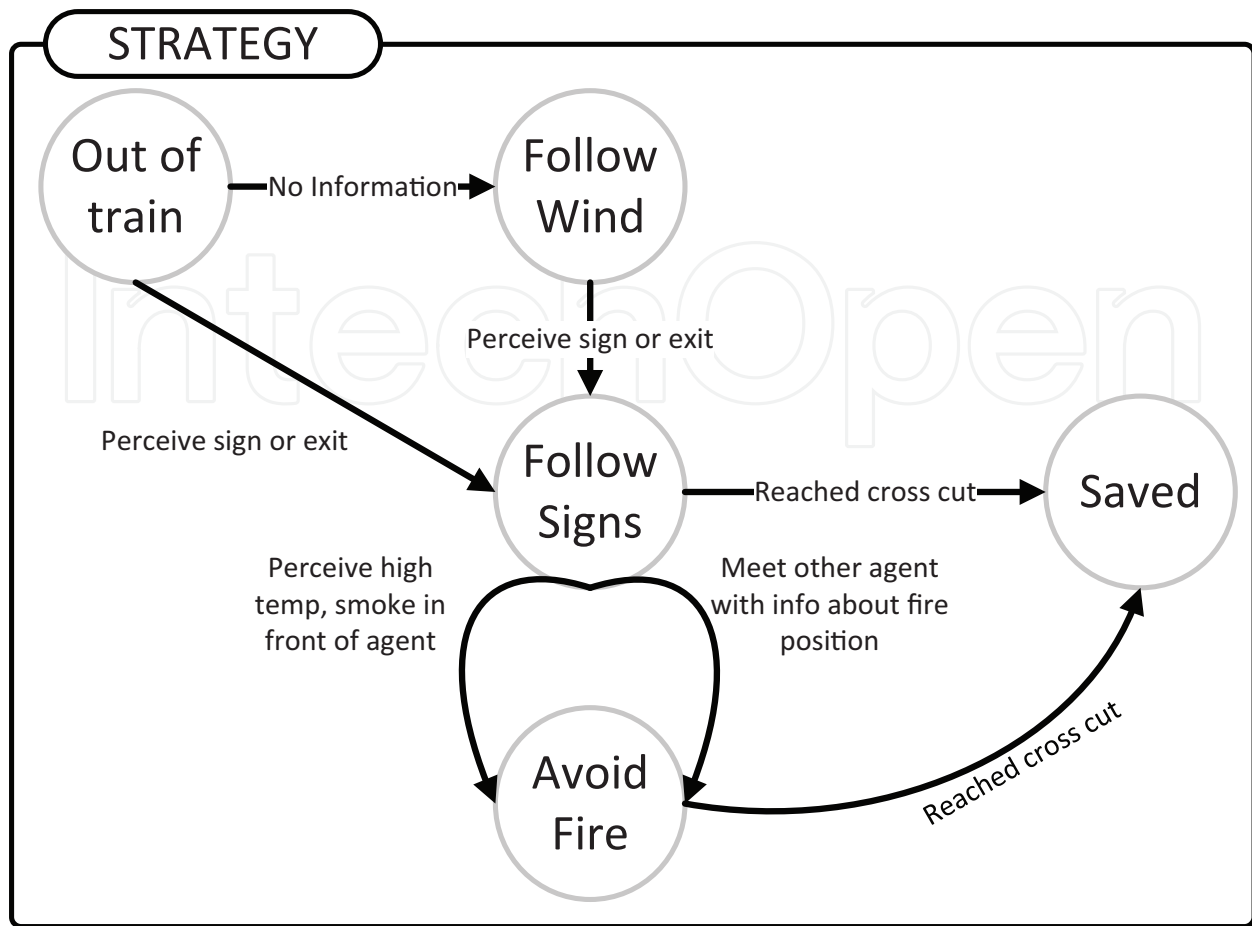 STRATEGY
Out of
train
No Information
Follow
Wind
Perceive sign or exit
IntechOpen
Perceive sign or exit
Follow
Signs
Reached cross cut
Saved
Perceive high
temp, smoke in
front of agent
Meet other agent
with info about fire
position
Avoid
Fire
Reached cross cut